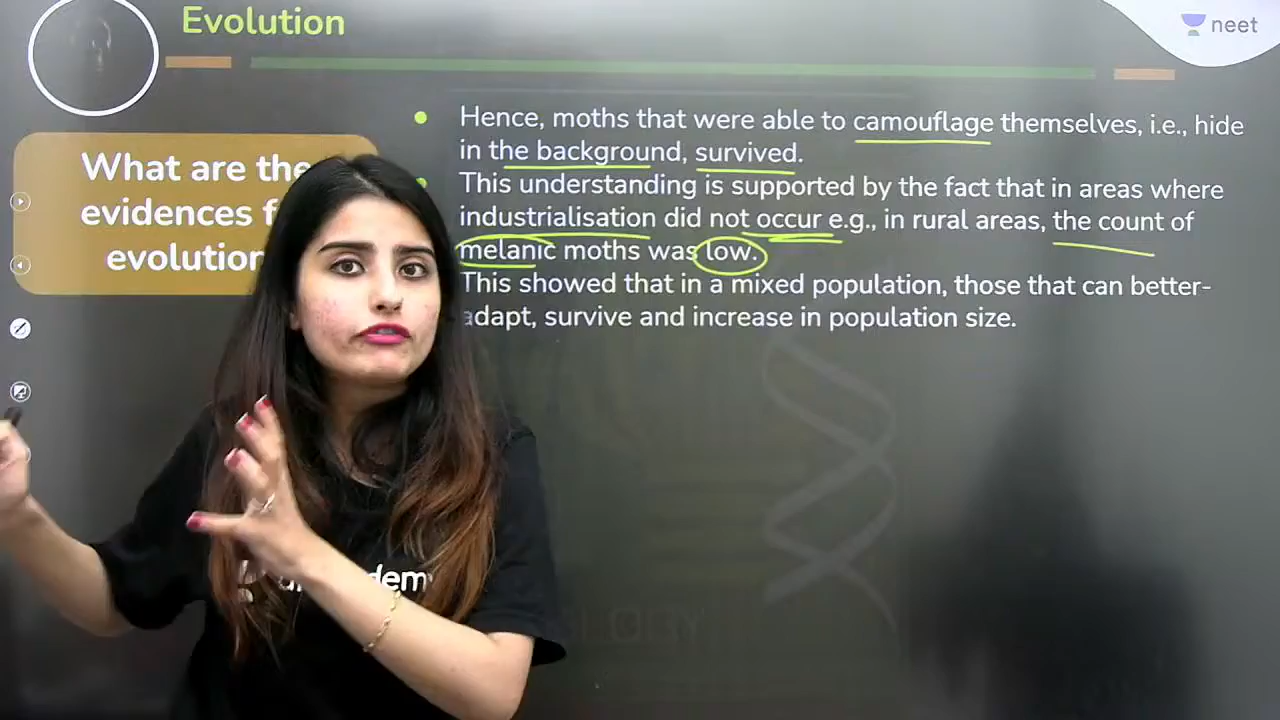 Evolution
neet
What are the
evidences f
evolution
Hence, moths that were able to camouflage themselves, i.e., hide
in the background, survived.
This understanding is supported by the fact that in areas where
industrialisation did not occur e.g., in rural areas, the count of
melanic moths was low.
This showed that in a mixed population, those that can better-
adapt, survive and increase in population size.